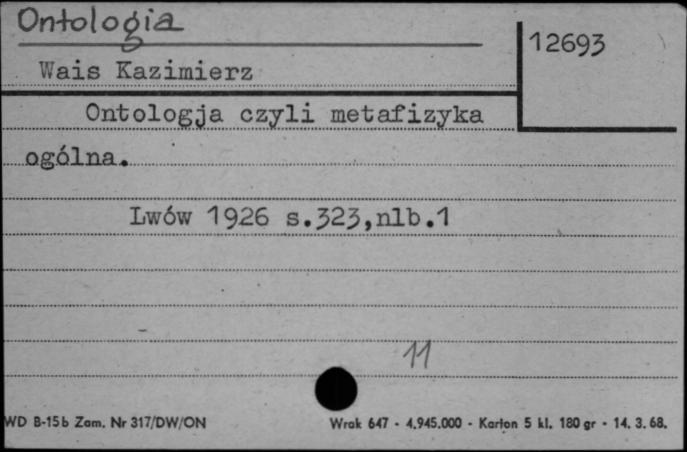 Ontologia
12693
Wais Kazimierz
Ontologja czyli metafizyka
ogólna.
Lwów 1926 s.323,nlb.1
11
WD B-15b Zam. Nr 317/DW/ON
Wrak 647 - 4.945.000 - Karton 5 kl. 180 gr - 14. 3. 68.